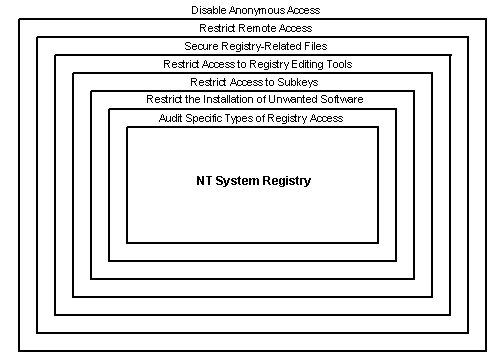 Disable Anonymous Access
Restrict Remote Access
Secure Registry-Related Files
Restrict Access to Registry Editing Tools
Restrict Access to Subkeys
Restrict the Installation of Unwanted Software
Audit Specific Types of Registry Access
NT System Registry